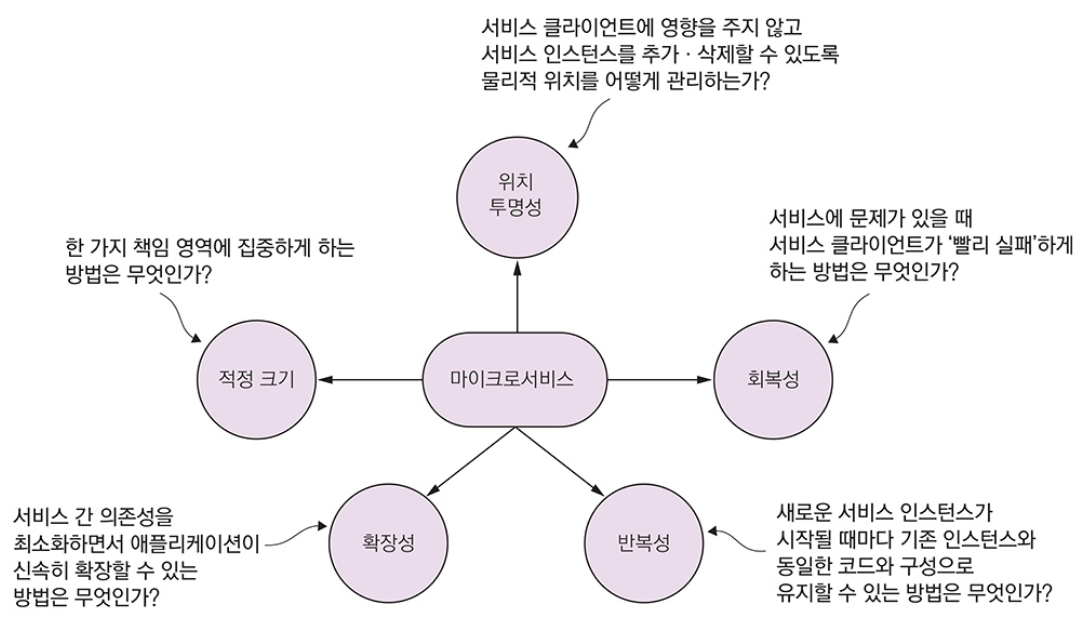 서비스 클라이언트에 영향을 주지 않고
서비스 인스턴스를 추가 · 삭제할 수 있도록
물리적 위치를 어떻게 관리하는가?
위치
투명성
한 가지 책임 영역에 집중하게 하는
방법은 무엇인가?
서비스에 문제가 있을 때
서비스 클라이언트가 ‘빨리 실패’하게
하는 방법은 무엇인가?
적정 크기
마이크로서비스
회복성
서비스 간 의존성을
최소화하면서 애플리케이션이
신속히 확장할 수 있는
방법은 무엇인가?
확장성
반복성
새로운 서비스 인스턴스가
시작될 때마다 기존 인스턴스와
동일한 코드와 구성으로
유지할 수 있는 방법은 무엇인가?